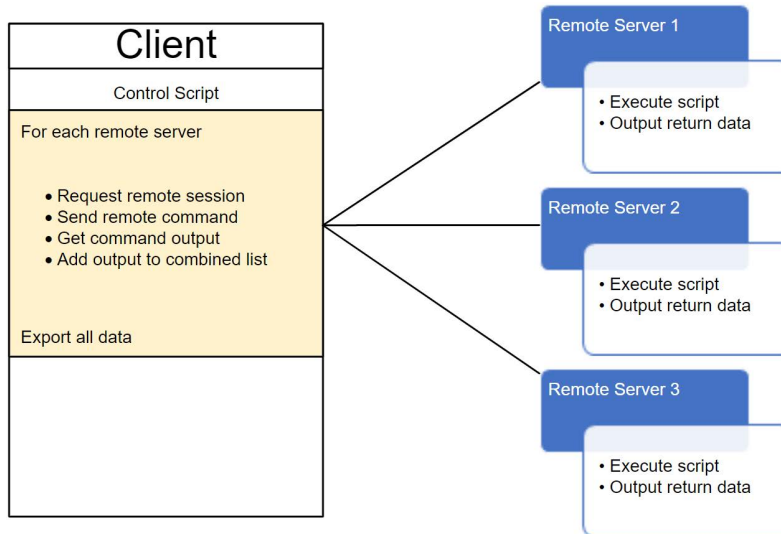 Client
Control Script
For each remote server
• Request remote session
• Send remote command
• Get command output
• Add output to combined list
Export all data
Remote Server 1
• Execute script
• Output return data
Remote Server 2
• Execute script
• Output return data
Remote Server 3
• Execute script
• Output return data